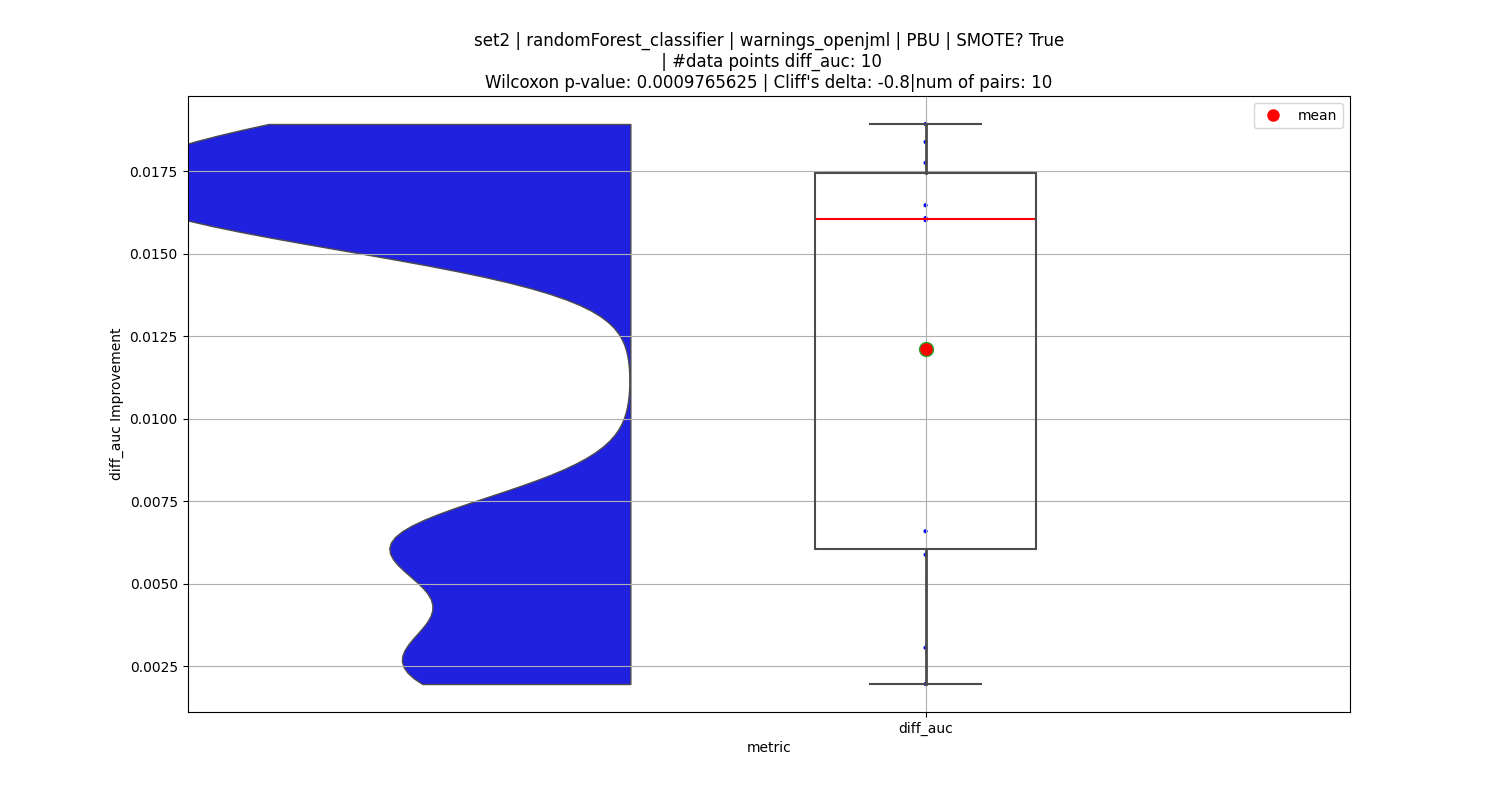 set2 | randomForest_classifier | warnings_openjml | PBU | SMOTE? True
| #data points diff_auc: 10
Wilcoxon p-value: 0.0009765625 | Cliff's delta: -0.8|num of pairs: 10
mean
0.0175
0.0150
0.0125
0.0100
0.0075
0.0050
0.0025
diff_auc Improvement
diff_auc
metric